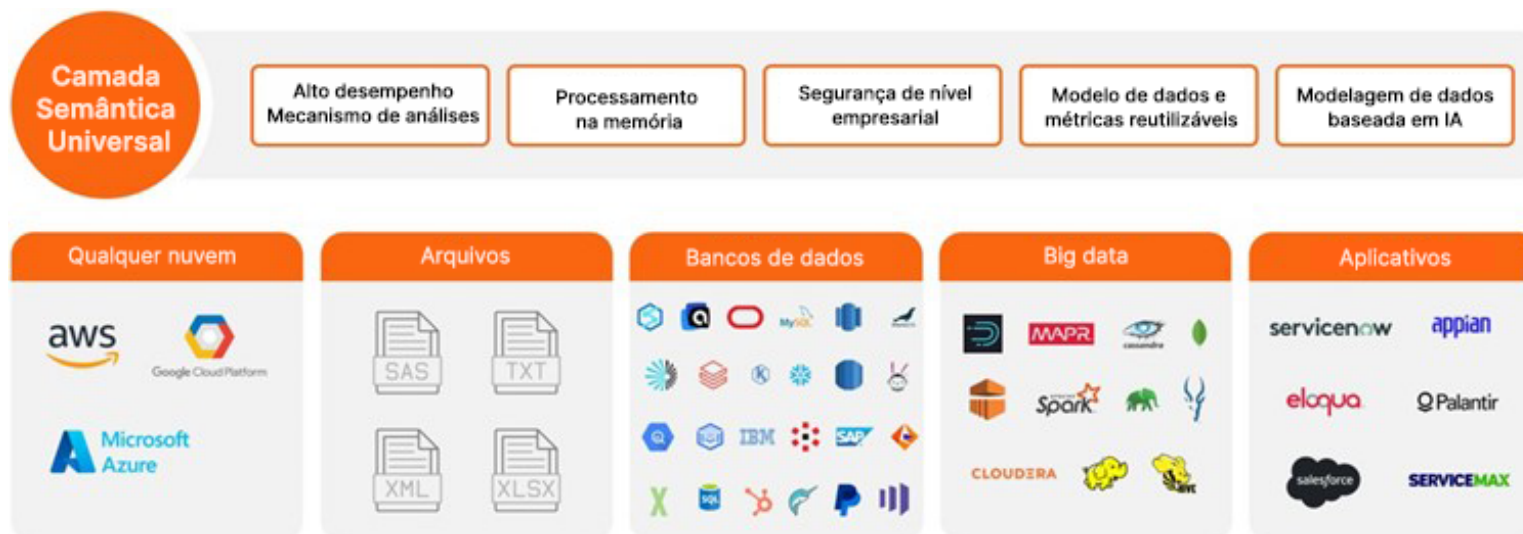 Camada
Semântica
Universal
Alto desempenho
Mecanismo de análises
Processamento
na memória
Segurança de nível
empresarial
Modelo de dados e
métricas reutilizáveis
Modelagem de dados
baseada em IA
Qualquer nuvem
Arquivos
Bancos de dados
Big data
Aplicativos
aws
Google Cloud Platform
Microsoft
Azure
SAS
TXT
XML
XLSX
MySQL
IBM
SAP
SQL
MAPR
cassandra
Spark
CLOUDERA
HIVE
servicenow
appian
eloqua
Palantir
salesforce
SERVICEMAX